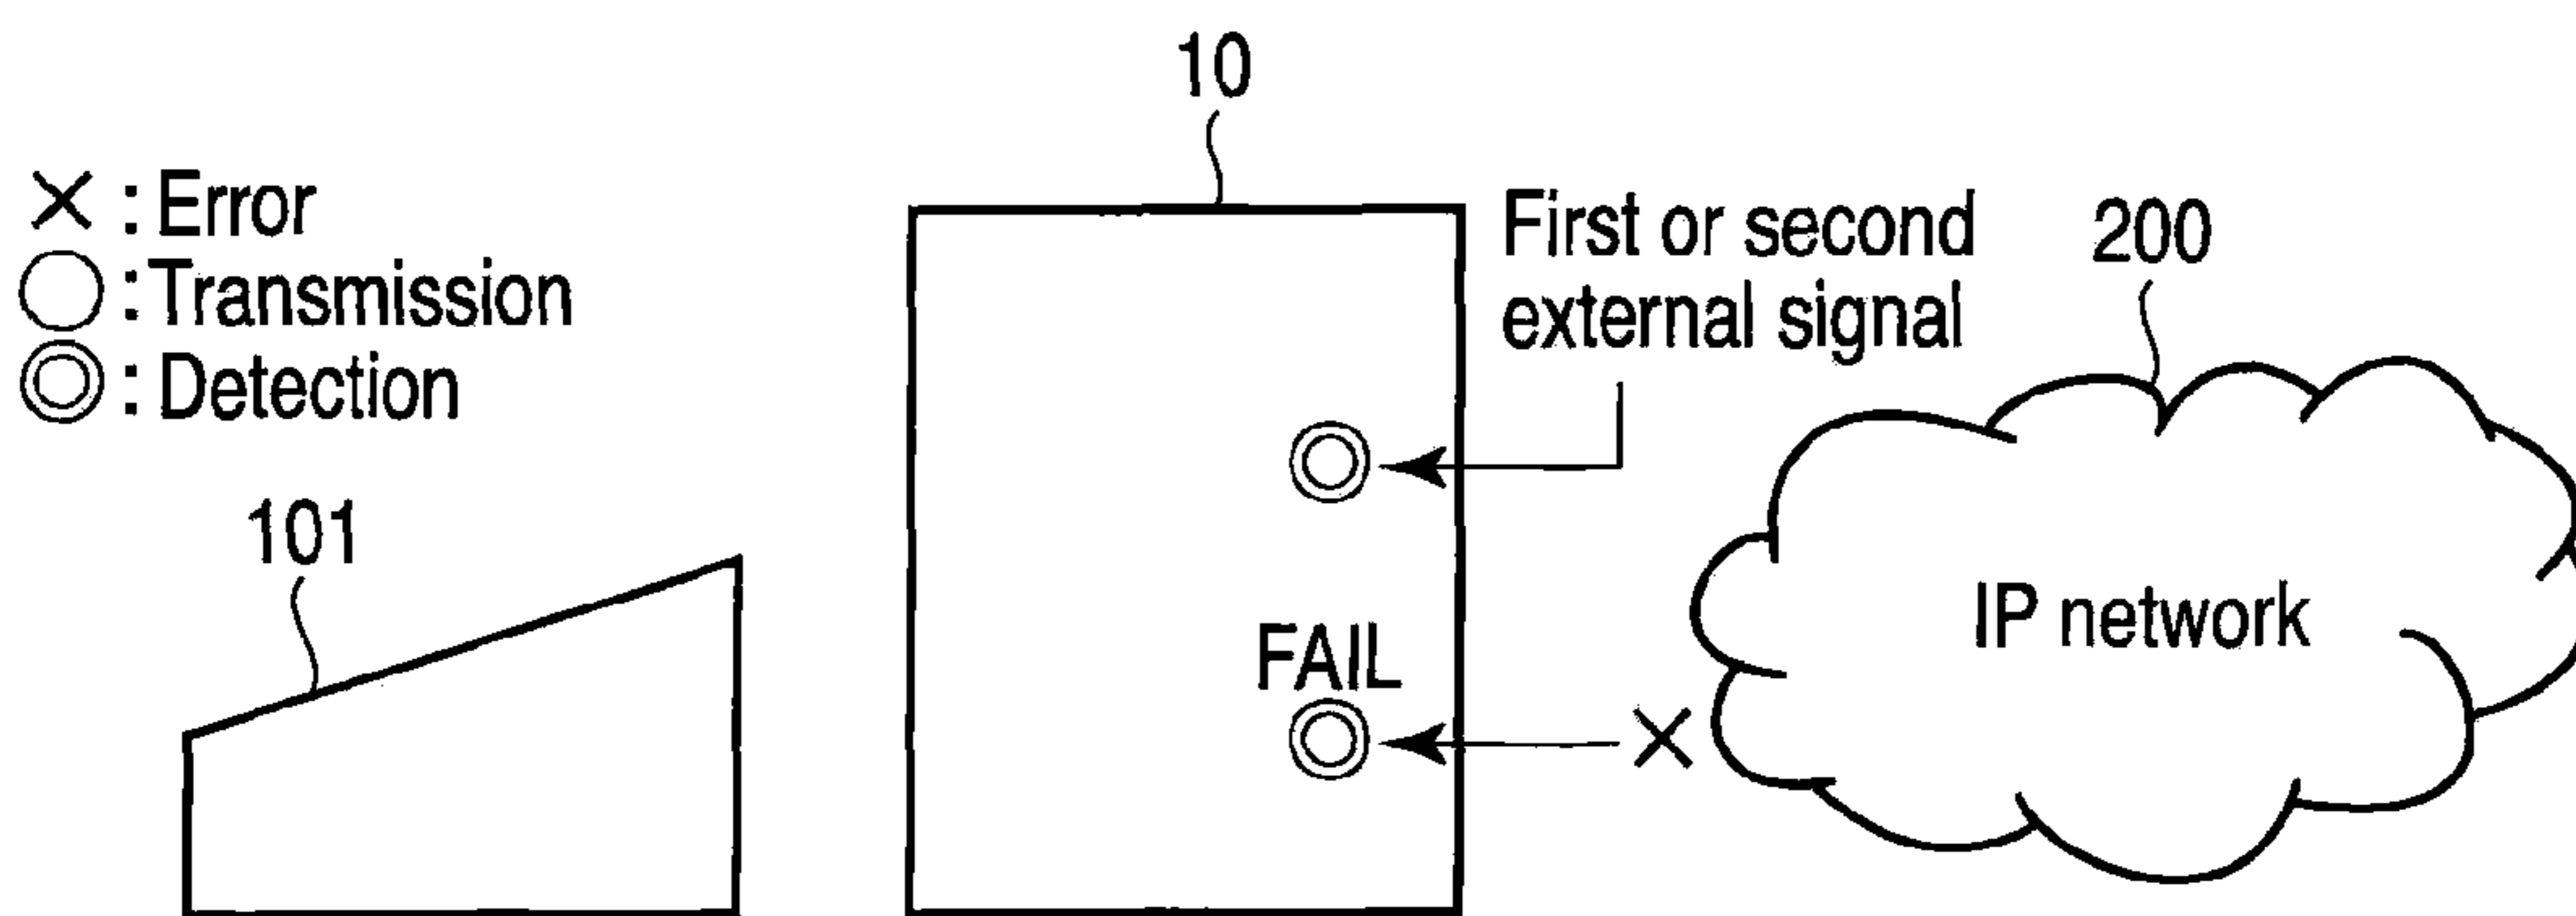 10
× : Error
○ : Transmission
◎ : Detection
First or second
external signal
200
101
IP network
FAIL
×